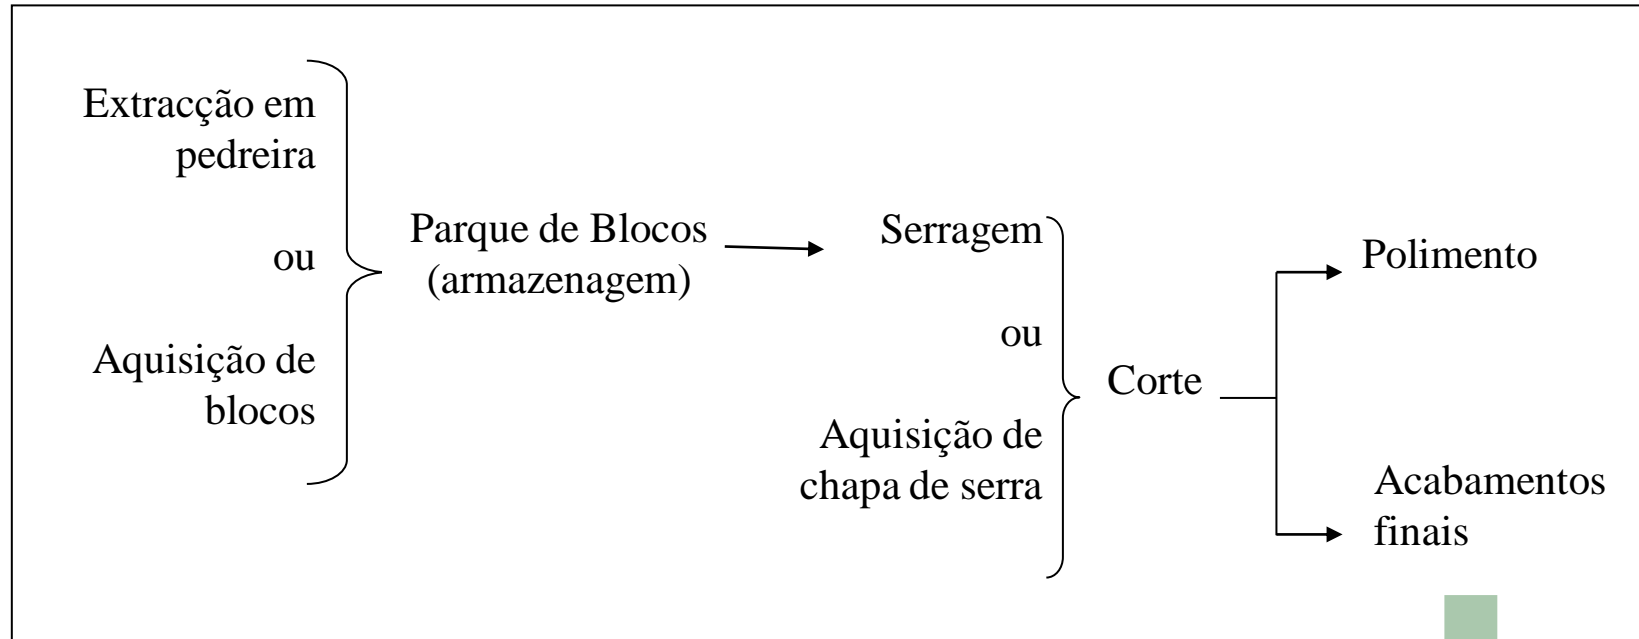 Extracção em
pedreira
ou
Aquisição de
blocos
Parque de Blocos
(armazenagem)
Serragem
ou
Aquisição de
chapa de serra
Corte
Polimento
Acabamentos
finais